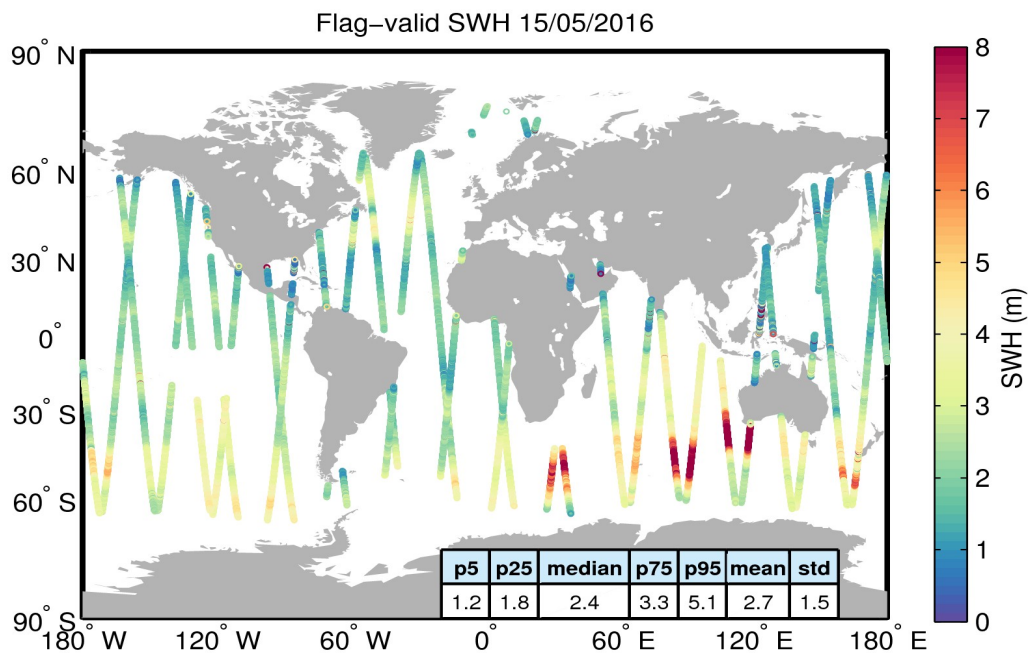 Flag−valid SWH 15/05/2016
90° N
60° N
30° N
0°
30° S
60° S
90° S
180° W
120° W
60° W
0°
60° E
120° E
180° E
8
7
6
5
4
3
2
1
0
SWH (m)
p5 p25 median p75 p95 mean std
1.2 1.8 2.4 3.3 5.1 2.7 1.5